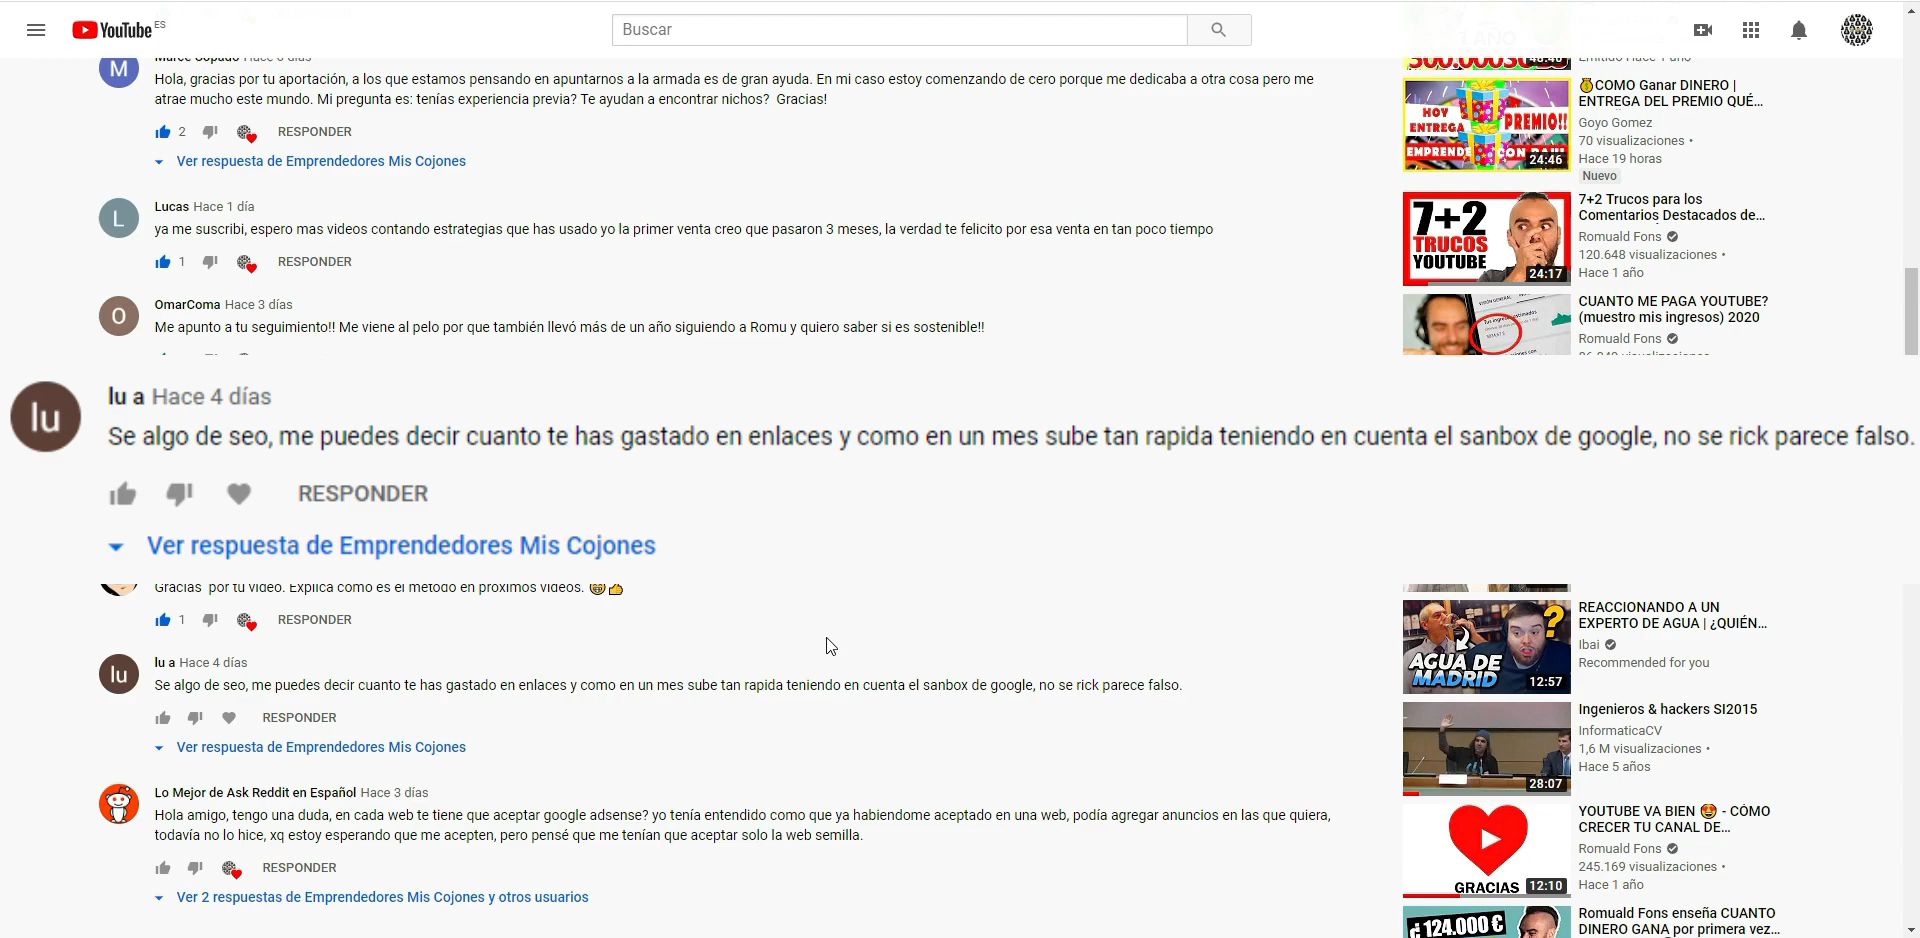 YouTube ES
Buscar
Hola, gracias por tu aportación, a los que estamos pensando en apuntarnos a la armada es de gran ayuda. En mi caso estoy comenzando de cero porque me dedicaba a otra cosa pero me
atrae mucho este mundo. Mi pregunta es: tenías experiencia previa? Te ayudan a encontrar nichos?  Gracias!
2 RESPONDER
Ver respuesta de Emprendedores Mis Cojones
L
Lucas Hace 1 día
ya me suscribi, espero mas videos contando estrategias que has usado yo la primer venta creo que pasaron 3 meses, la verdad te felicito por esa venta en tan poco tiempo
1 RESPONDER
O
OmarComa Hace 3 días
Me apunto a tu seguimiento!! Me viene al pelo por que también llevó más de un año siguiendo a Romu y quiero saber si es sostenible!!
lu
lu a Hace 4 días
Se algo de seo, me puedes decir cuanto te has gastado en enlaces y como en un mes sube tan rapida teniendo en cuenta el sanbox de google, no se rick parece falso.
RESPONDER
Ver respuesta de Emprendedores Mis Cojones
Gracias  por tu video. Explica como es el metodo en proximos videos.
1 RESPONDER
lu
lu a Hace 4 días
Se algo de seo, me puedes decir cuanto te has gastado en enlaces y como en un mes sube tan rapida teniendo en cuenta el sanbox de google, no se rick parece falso.
RESPONDER
Ver respuesta de Emprendedores Mis Cojones
Lo Mejor de Ask Reddit en Español Hace 3 días
Hola amigo, tengo una duda, en cada web te tiene que aceptar google adsense? yo tenía entendido como que ya habiendome aceptado en una web, podía agregar anuncios en las que quiera,
todavía no lo hice, xq estoy esperando que me acepten, pero pensé que me tenían que aceptar solo la web semilla.
RESPONDER
Ver 2 respuestas de Emprendedores Mis Cojones y otros usuarios
M
Emitido Hace 1 año
HOY
ENTREGA
PREMIO!!
EMPRENDE CON
24:46
💰COMO Ganar DINERO |
ENTREGA DEL PREMIO QUÉ...
Goyo Gomez
70 visualizaciones •
Hace 19 horas
Nuevo
7+2
TRUCOS
YOUTUBE
24:17
7+2 Trucos para los
Comentarios Destacados de...
Romuald Fons
120.648 visualizaciones •
Hace 1 año
CUANTO ME PAGA YOUTUBE?
(muestro mis ingresos) 2020
Romuald Fons
AGUA DE
MADRID
?
12:57
REACCIONANDO A UN
EXPERTO DE AGUA | ¿QUIÉN...
Ibai
Recommended for you
28:07
Ingenieros & hackers SI2015
InformaticaCV
1,6 M visualizaciones •
Hace 5 años
GRACIAS
12:10
YOUTUBE VA BIEN 😍 - CÓMO
CRECER TU CANAL DE...
Romuald Fons
245.169 visualizaciones •
Hace 1 año
¿ 124.000 €
Romuald Fons enseña CUANTO
DINERO GANA por primera vez...